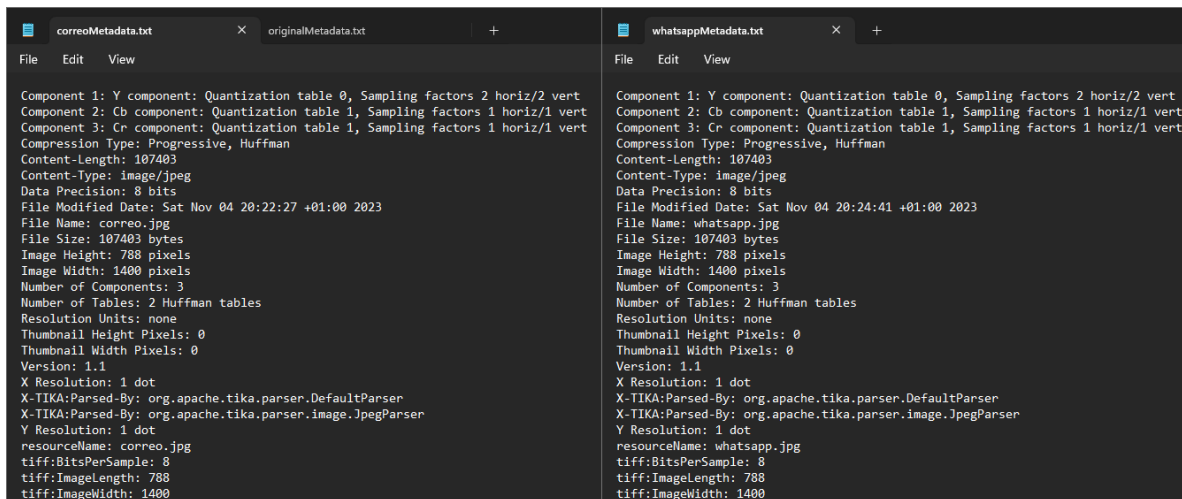 correoMetadata.txt
originalMetadata.txt
File Edit View
Component 1: Y component: Quantization table 0, Sampling factors 2 horiz/2 vert
Component 2: Cb component: Quantization table 1, Sampling factors 1 horiz/1 vert
Component 3: Cr component: Quantization table 1, Sampling factors 1 horiz/1 vert
Compression Type: Progressive, Huffman
Content-Length: 107403
Content-Type: image/jpeg
Data Precision: 8 bits
File Modified Date: Sat Nov 04 20:22:27 +01:00 2023
File Name: correo.jpg
File Size: 107403 bytes
Image Height: 788 pixels
Image Width: 1400 pixels
Number of Components: 3
Number of Tables: 2 Huffman tables
Resolution Units: none
Thumbnail Height Pixels: 0
Thumbnail Width Pixels: 0
Version: 1.1
X Resolution: 1 dot
X-TIKA:Parsed-By: org.apache.tika.parser.DefaultParser
X-TIKA:Parsed-By: org.apache.tika.parser.image.JpegParser
Y Resolution: 1 dot
resourceName: correo.jpg
tiff:BitsPerSample: 8
tiff:ImageLength: 788
tiff:ImageWidth: 1400
whatsappMetadata.txt
File Edit View
Component 1: Y component: Quantization table 0, Sampling factors 2 horiz/2 vert
Component 2: Cb component: Quantization table 1, Sampling factors 1 horiz/1 vert
Component 3: Cr component: Quantization table 1, Sampling factors 1 horiz/1 vert
Compression Type: Progressive, Huffman
Content-Length: 107403
Content-Type: image/jpeg
Data Precision: 8 bits
File Modified Date: Sat Nov 04 20:24:41 +01:00 2023
File Name: whatsapp.jpg
File Size: 107403 bytes
Image Height: 788 pixels
Image Width: 1400 pixels
Number of Components: 3
Number of Tables: 2 Huffman tables
Resolution Units: none
Thumbnail Height Pixels: 0
Thumbnail Width Pixels: 0
Version: 1.1
X Resolution: 1 dot
X-TIKA:Parsed-By: org.apache.tika.parser.DefaultParser
X-TIKA:Parsed-By: org.apache.tika.parser.image.JpegParser
Y Resolution: 1 dot
resourceName: whatsapp.jpg
tiff:BitsPerSample: 8
tiff:ImageLength: 788
tiff:ImageWidth: 1400